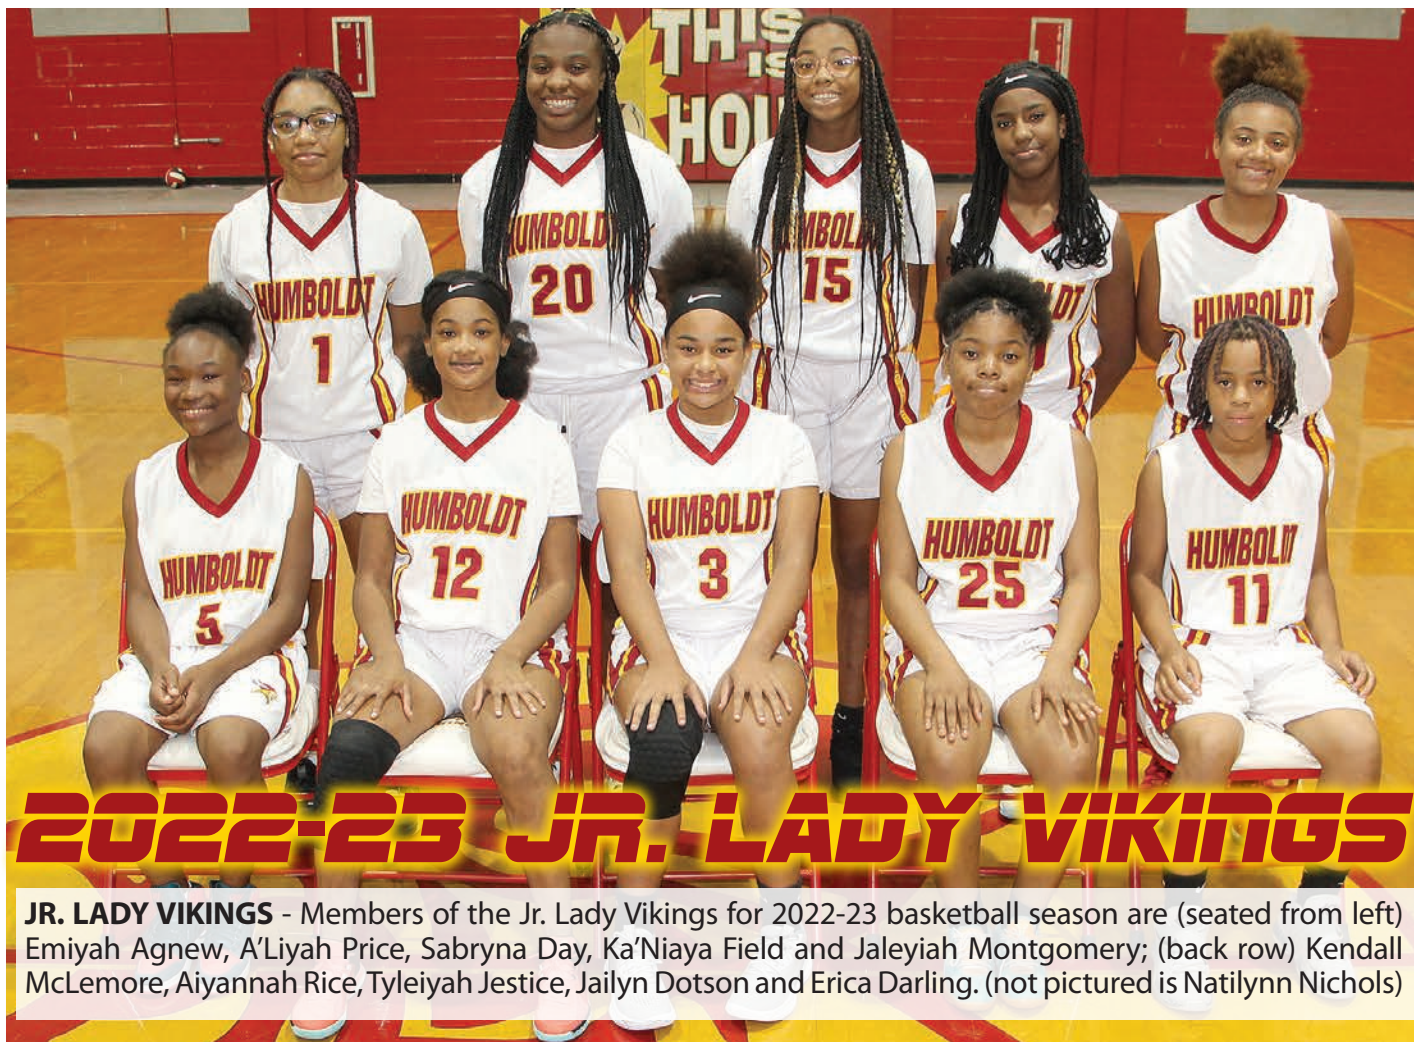 THIS
IS
HOU
HUMBOLDT
1
HUMBOLD
20
MBOL
15
LDT
HUMBOLDT
HUMBOLDT
5
HUMBOLDT
12
HUMBOLDT
3
HUMBOLDT
25
HUMBOLDT
11
2022-23 JR. LADY VIKINGS
JR. LADY VIKINGS - Members of the Jr. Lady Vikings for 2022-23 basketball season are (seated from left)
Emiyah Agnew, A'Liyah Price, Sabryna Day, Ka'Niaya Field and Jaleyiah Montgomery; (back row) Kendall
McLemore, Aiyannah Rice, Tyleiyah Jestice, Jailyn Dotson and Erica Darling. (not pictured is Natilynn Nichols)